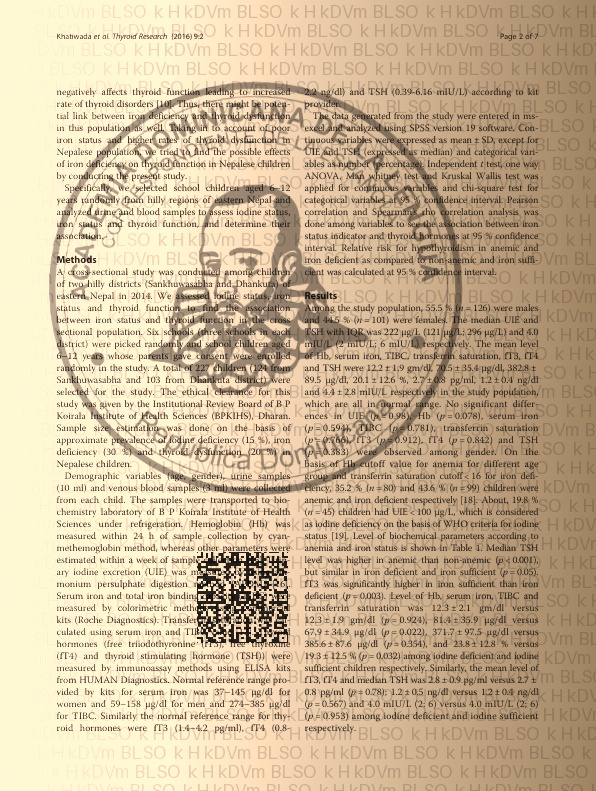 Khatiwada et al. Thyroid Research (2016) 9:2
Page 2 of 7
negatively affects thyroid function leading to increased
rate of thyroid disorders [10]. Thus, there might be poten-
tial link between iron deficiency and thyroid dysfunction
in this population as well. Taking in to account of poor
iron status and higher rates of thyroid dysfunction in
Nepalese population, we tried to find the possible effects
of iron deficiency on thyroid function in Nepalese children
by conducting the present study.
Specifically, we selected school children aged 6–12
years randomly from hilly regions of eastern Nepal and
analyzed urine and blood samples to assess iodine status,
iron status and thyroid function, and determine their
association.
Methods
A cross sectional study was conducted among children
of two hilly districts (Sankhuwasabha and Dhankuta) of
eastern Nepal in 2014. We assessed iodine status, iron
status and thyroid function and the association
between iron status and thyroid function in the cross
sectional population. Six schools (three schools in each
district) were picked randomly and school children aged
6–12 years whose parents gave consent were enrolled
randomly in the study. A total of 227 children (124 from
Sankhuwasabha and 103 from Dhankuta district) were
selected for the study. The ethical clearance for this
study was given by the Institutional Review Board of B P
Koirala Institute of Health Sciences (BPKIHS), Dharan.
Sample size estimation was done on the basis of
approximate prevalence of iodine deficiency (15 %), iron
deficiency (30 %) and thyroid dysfunction (20 %) in
Nepalese children.
Demographic variables (age, gender), urine samples
(10 ml) and venous blood samples (3 ml) were collected
from each child. The samples were transported to bio-
chemistry laboratory of B P Koirala Institute of Health
Sciences under refrigeration. Hemoglobin (Hb) was
measured within 24 h of sample collection by cyan-
methemoglobin method, whereas other parameters were
estimated within a week of sample
ary iodine excretion (UIE) was
monium persulphate digestion
Serum iron and total iron binding
measured by colorimetric
kits (Roche Diagnostics).
culated using serum iron and
hormones (free triiodothyronine (fT3), free thyroxine
(fT4) and thyroid stimulating hormone (TSH)) were
measured by immunoassay methods using ELISA kits
from HUMAN Diagnostics. Normal reference range pro-
vided by kits for serum iron was 37–145 μg/dl for
women and 59–158 μg/dl for men and 274–385 μg/dl
for TIBC. Similarly the normal reference range for thy-
roid hormones were fT3 (1.4–4.2 pg/ml), fT4 (0.8-
2.2 ng/dl) and TSH (0.39-6.16 mIU/L) according to kit
provider.
The data generated from the study were entered in ms-
excel and analyzed using SPSS version 19 software. Con-
tinuous variables were expressed as mean ± SD, except for
UIE and TSH (expressed as median) and categorical vari-
ables as number/percentage. Independent t test, one way
ANOVA, Man whitney test and Kruskal Wallis test was
applied for continuous variables and chi-square test for
categorical variables at 95 % confidence interval. Pearson
correlation and Spearman's rho correlation analysis was
done among variables to see the association between iron
status indicator and thyroid hormones at 95 % confidence
interval. Relative risk for hypothyroidism in anemic and
iron deficient as compared to non-anemic and iron suffi-
cient was calculated at 95 % confidence interval.
Results
Among the study population, 55.5 % (n = 126) were males
and 44.5 % (n = 101) were females. The median UIE and
TSH with IQR was 222 μg/L (121 μg/L; 296 μg/L) and 4.0
mIU/L; 6 mIU/L) respectively. The mean level
of Hb, serum iron, TIBC, transferrin saturation, fT3, fT4
and TSH were 12.2 ± 1.9 gm/dl, ± 35.4 μg/dl, 382.8 ±
89.5 μg/dl, 20.1 ± 12.6 %, ± 0.8 pg/ml, 1.2 ± 0.4 ng/dl
and 4.4 ± 2.8 mIU/L respectively in the study population,
which are all in normal range. No significant differ-
ences in UIE 0.98), Hb (p = 0.078), serum iron
(p = 0.594), TIBC 0.781), transferrin saturation
fT3 (p = 0.912), fT4 (p = 0.842) and TSH
(p = 0.383) were observed among gender. On the
basis of Hb cutoff value for anemia for different age
group and transferrin saturation cutoff < 16 for iron defi-
ciency, 35.2 % (n = 80) and 43.6 % (n = 99) children were
anemic and iron deficient respectively [18]. About, 19.8 %
(n = 45) children had UIE < 100 μg/L, which is considered
as iodine deficiency on the basis of WHO criteria for iodine
status [19]. Level of biochemical parameters according to
anemia and iron status is shown in Table 1. Median TSH
level was higher in anemic than non-anemic (p < 0.001),
but similar in iron deficient and iron sufficient (p = 0.05).
fT3 was significantly higher in iron sufficient than iron
deficient (p = 0.003). Level of Hb, serum iron, TIBC and
transferrin saturation was 12.3 ± 2.1 gm/dl versus
12.3 ± 1.9 gm/dl (p = 0.924), 81.4 ± 35.9 μg/dl versus
67.9 ± 34.9 μg/dl (p = 0.022), 371.7 ± 97.5 μg/dl versus
385.6 ± 87.6 μg/dl (p = 0.354), and 23.8 ± 12.8 % versus
19.3 ± 12.5 % (p = 0.032) among iodine deficient and iodine
sufficient children respectively. Similarly, the mean level of
fT3, fT4 and median TSH was 2.8 ± 0.9 pg/ml versus 2.7 ±
0.8 pg/ml (p = 0.78); 1.2 ± 0.5 ng/dl versus 1.2 ± 0.4 ng/dl
(p = 0.567) and 4.0 mIU/L (2; 6) versus 4.0 mIU/L (2; 6)
(p = 0.953) among iodine deficient and iodine sufficient
respectively.
República Dominicana
BLSO k H kDVm